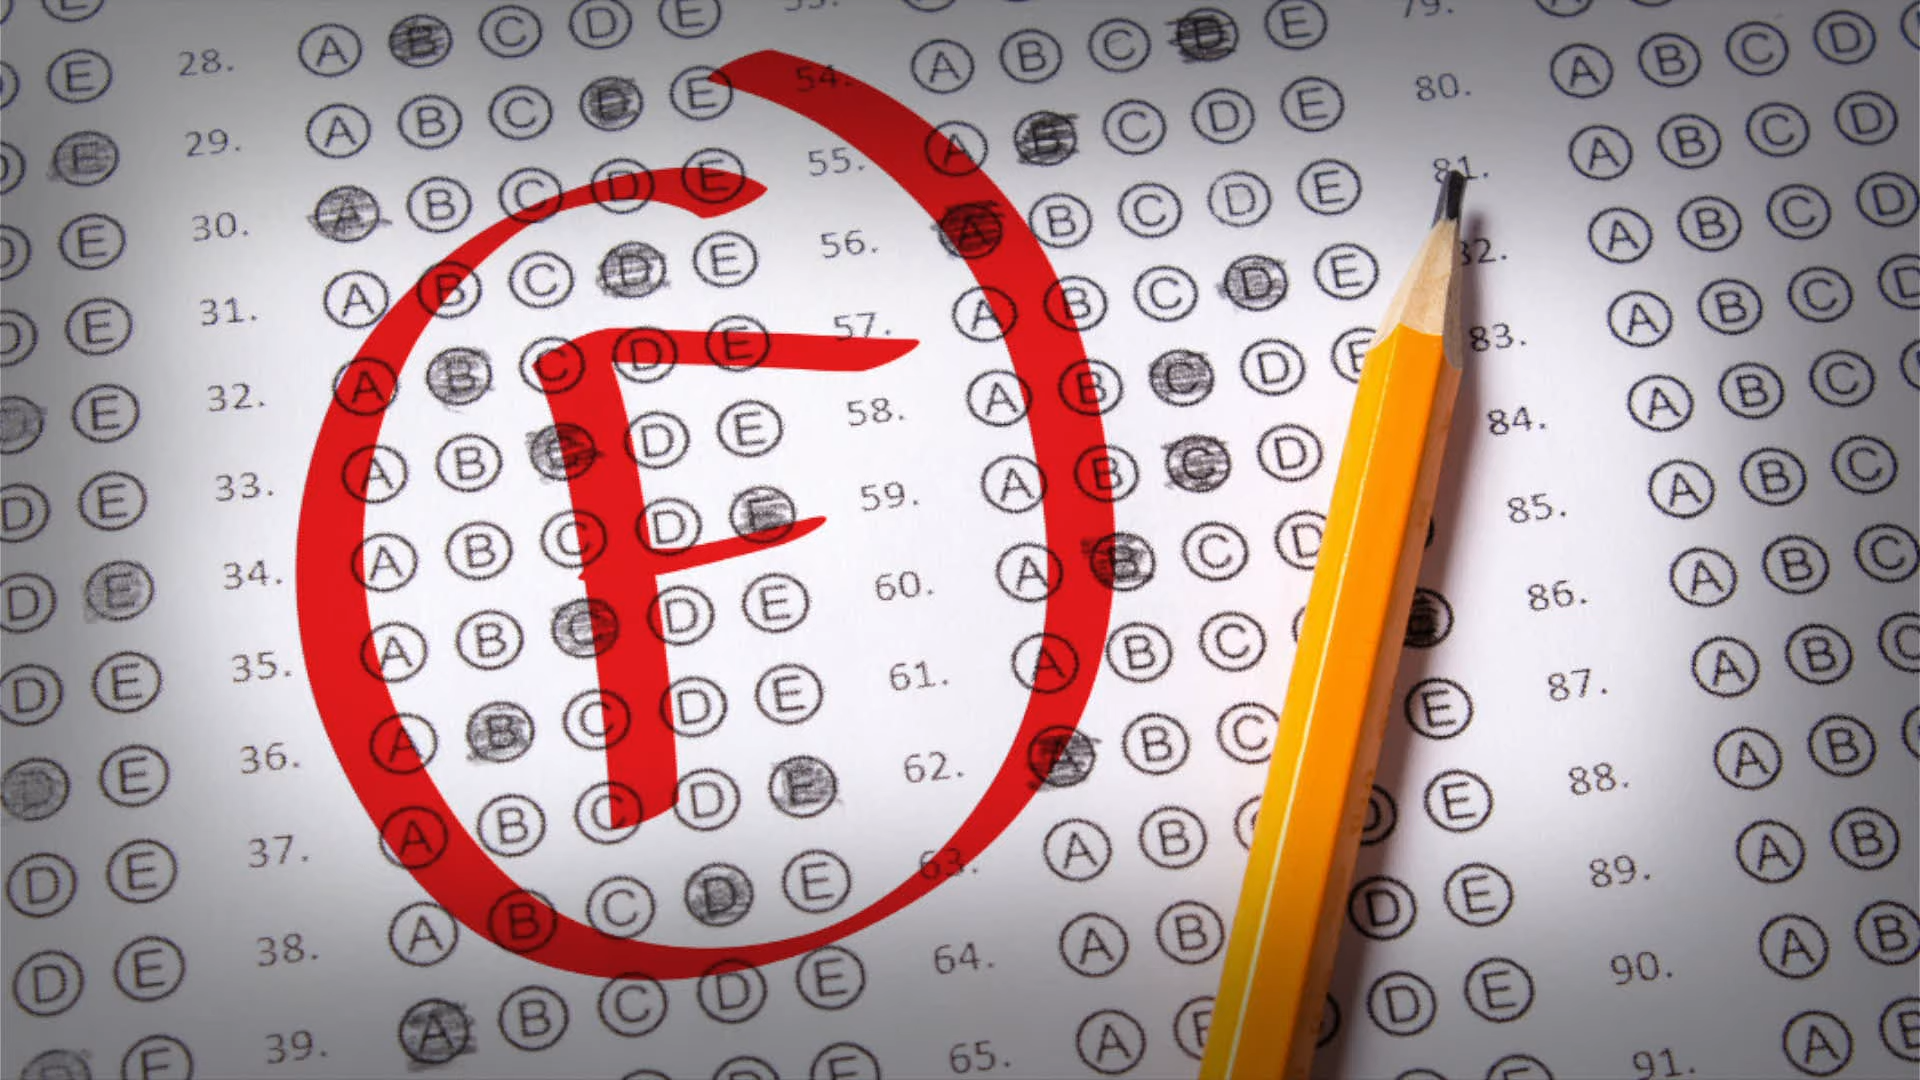 E 28. A B C D E
E 29. A B C D E 54. A B C D E 79.
E 30. A B C D E 55. A B C D E 80. A B C D
E 31. A B C D E 56. A B C D E 81. A B C D
E 32. A B C D E 57. A B C D E 82. A B C D
D E 33. A B C D E 58. A B C D E 83. A B C D
D E 34. A B C D E 59. A B C D 84. A B C
D E 35. A B C D E 60. A B C D 85. A B C
D E 36. A B C D E 61. A B C 86. A B C
D E 37. A B C D E 62. A B C E 87. A B C
D E 38. A B C D E 63. A B D E 88. A B
39. A B C D E 64. A B D E 89. A B
65. A D E 90. A B
91. A B
F